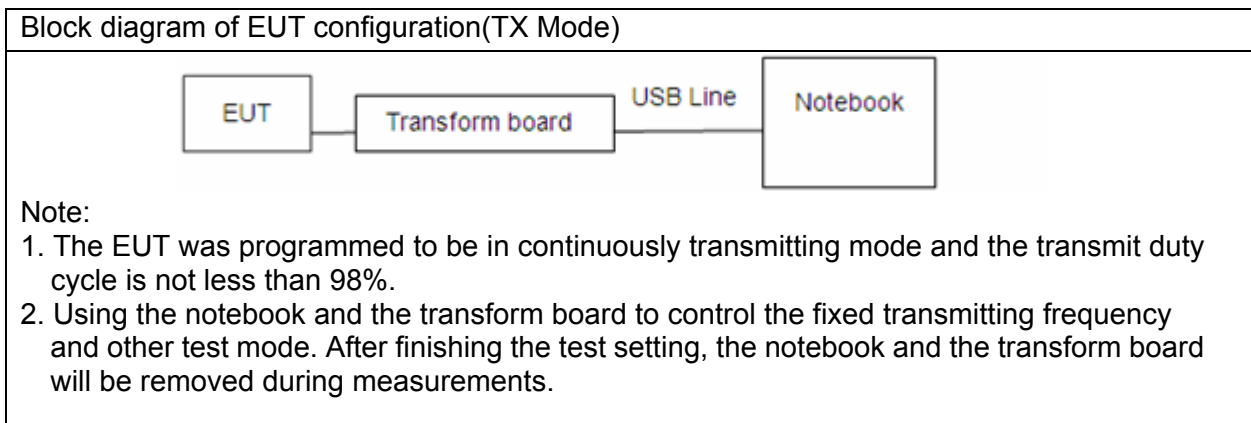 Block diagram of EUT configuration(TX Mode)
EUT
Transform board
USB Line
Notebook
Note:
1. The EUT was programmed to be in continuously transmitting mode and the transmit duty
cycle is not less than 98%.
2. Using the notebook and the transform board to control the fixed transmitting frequency
and other test mode. After finishing the test setting, the notebook and the transform board
will be removed during measurements.